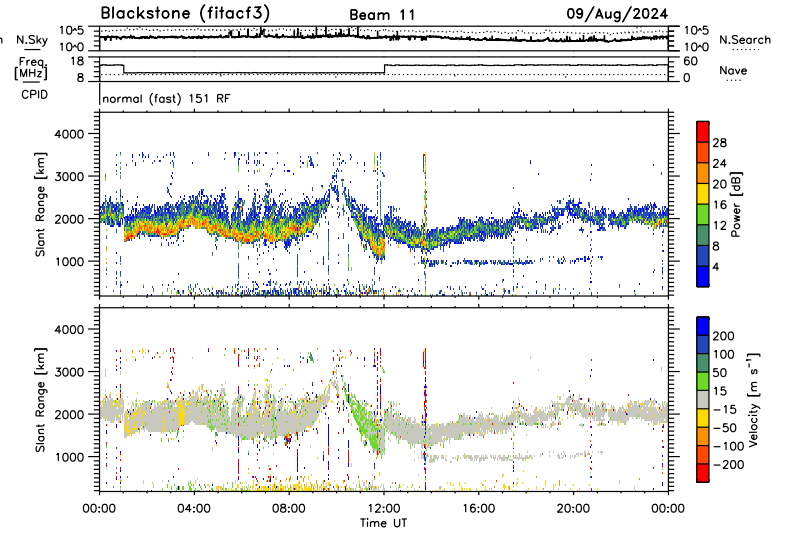 Blackstone (fitacf3) Beam 11 09/Aug/2024
n N.Sky 10^5 10^0 10^5 10^0 N.Search
Freq. [MHz] 18 8 60 0 Nave
CPID normal (fast) 151 RF
Slant Range [km]
4000
3000
2000
1000
Power [dB]
28
24
20
16
12
8
4
Slant Range [km]
4000
3000
2000
1000
Velocity [m s⁻¹]
200
100
50
15
−15
−50
−100
−200
00:00 04:00 08:00 12:00 16:00 20:00 00:00
Time UT